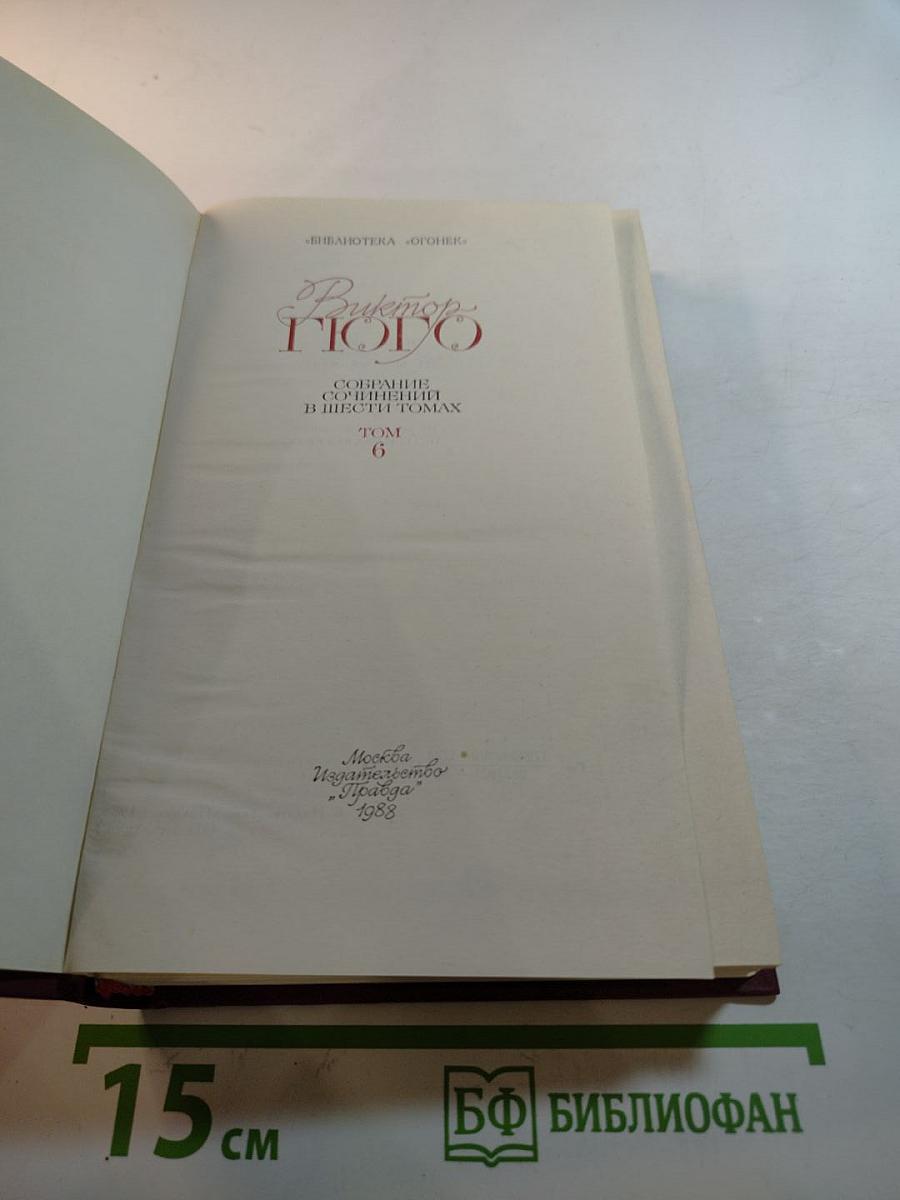 «БИБЛИОТЕКА «ОГОНЕК»
Виктор
ГЮГО
СОБРАНИЕ
СОЧИНЕНИЙ
В ШЕСТИ ТОМАХ
ТОМ
6
Москва
Издательство
„Правда“
1988
15 см
БФ БИБЛИОФАН